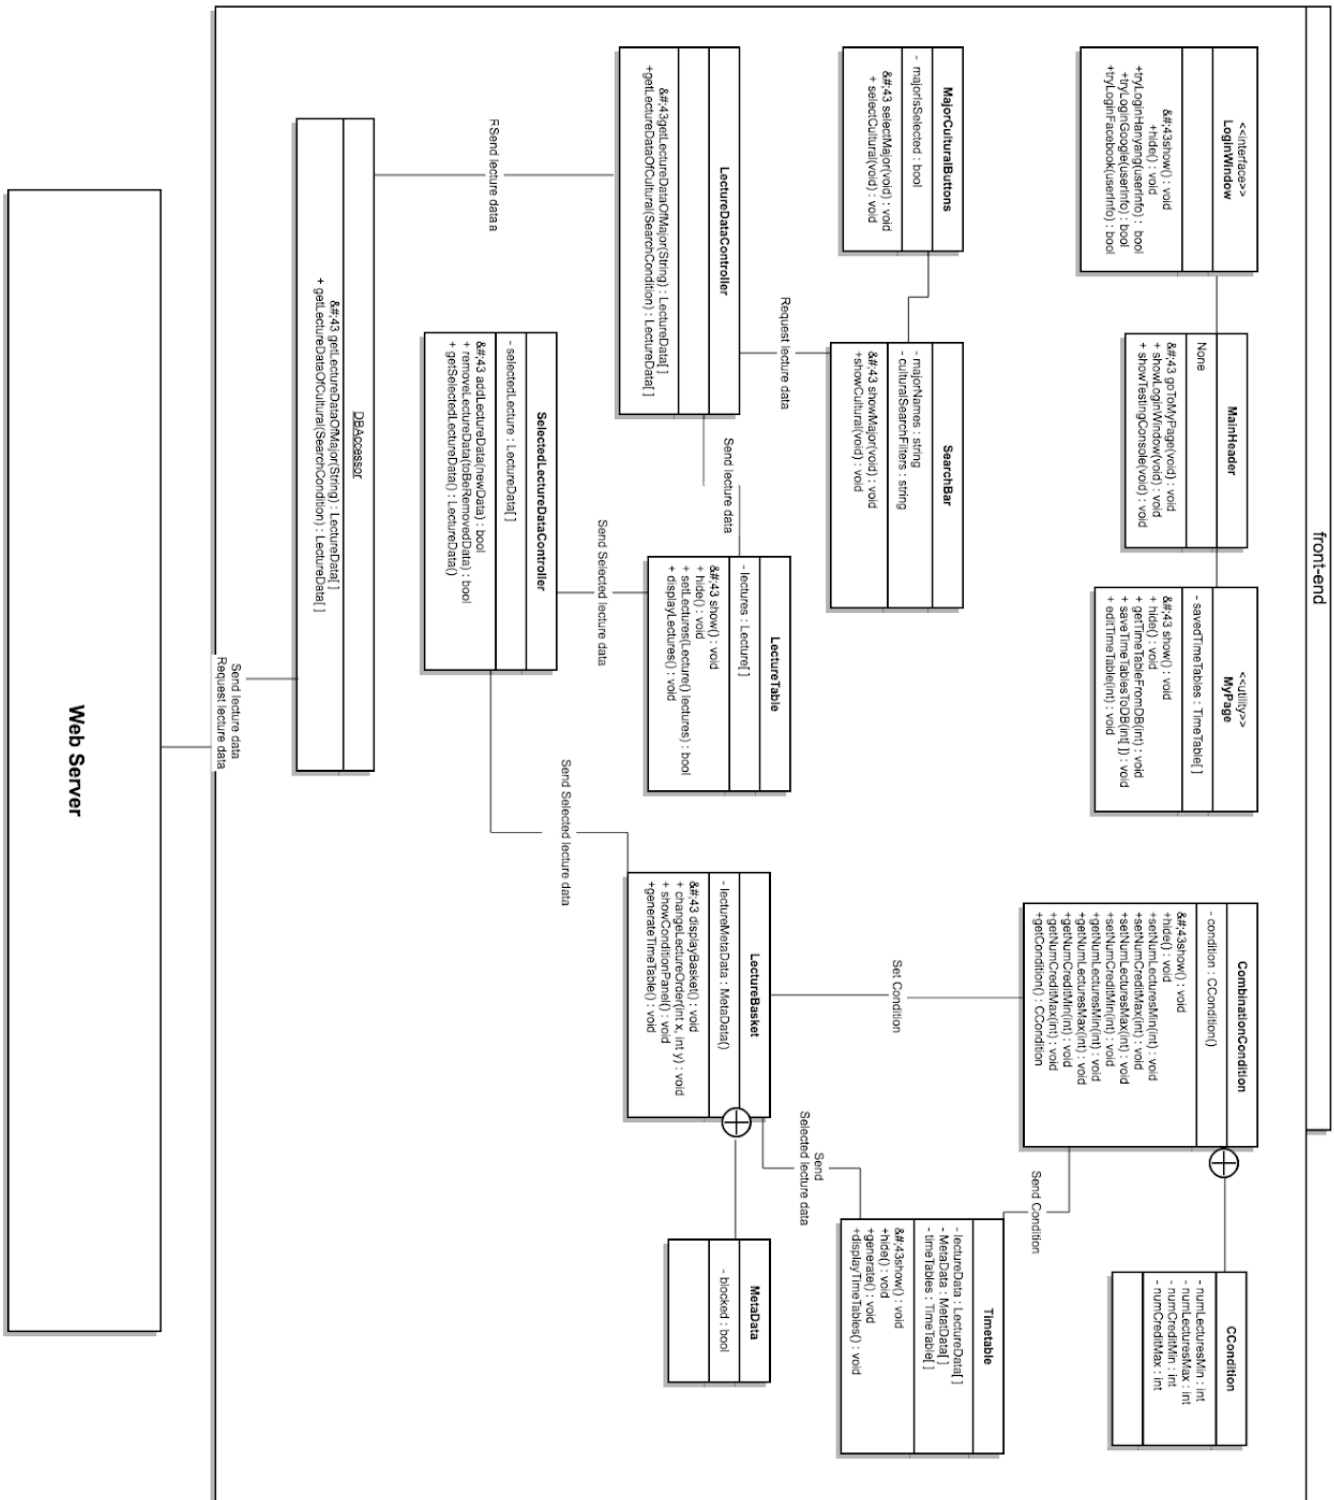 front-end
<<interface>>
LoginWindow
&#;43show() : void
+hide() : void
+tryLoginHanyang(userInfo) : bool
+tryLoginGoogle(userInfo) : bool
+tryLoginFacebook(userInfo) : bool
MainHeader
None
&#;43 goToMyPage(void) : void
+ showLoginWindow(void) : void
+ showTestingConsole(void) : void
<<utility>>
MyPage
- savedTimeTables : TimeTable[ ]
&#;43 show() : void
+ hide() : void
+ getTimeTableFromDB(int) : void
+ saveTimeTablesToDB(int[ ]) : void
+ editTimeTable(int) : void
CombinationCondition
- condition : CCondition()
&#;43show() : void
+hide() : void
+setNumLecturesMin(int) : void
+setNumCreditMax(int) : void
+setNumLecturesMax(int) : void
+setNumCreditMin(int) : void
+getNumLecturesMin(int) : void
+getNumLecturesMax(int) : void
+getNumCreditMin(int) : void
+getNumCreditMax(int) : void
+getCondition() : CCondition
CCondition
- numLecturesMin : int
- numLecturesMax : int
- numCreditMin : int
- numCreditMax : int
MajorCulturalButtons
- majorIsSelected : bool
&#;43 selectMajor(void) : void
+ selectCultural(void) : void
SearchBar
- majorNames : string
- culturalSearchFilters : string
&#;43 showMajor(void) : void
+showCultural(void) : void
Send Condition
Timetable
- lectureData : LectureData[ ]
- MetaData : MetatData[ ]
- timeTables : TimeTable[ ]
&#;43show() : void
+hide() : void
+generate() : void
+displayTimeTables() : void
Set Condition
Request lecture data
Send
Selected lecture data
LectureDataController
&#;43getLectureDataOfMajor(String) : LectureData[ ]
+getLectureDataOfCultural(SearchCondition) : LectureData[ ]
Send lecture data
LectureTable
- lectures : Lecture[ ]
&#;43 show() : void
+ hide() : void
+ setLectures(Lecture() lectures) : bool
+ displayLectures() : void
LectureBasket
- lectureMetaData : MetaData()
&#;43 displayBasket() : void
+ changeLectureOrder(int x, int y) : void
+ showConditionPanel() : void
+generateTimeTable() : void
MetaData
- blocked : bool
Send Selected lecture data
SelectedLectureDataController
- selectedLecture : LectureData[ ]
&#;43 addLectureData(newData) : bool
+ removeLectureData(toBeRemovedData) : bool
+ getSelectedLectureData() : LectureData()
Send Selected lecture data
RSend lecture data a
DBAccessor
&#;43 getLectureDataOfMajor(String) : LectureData[ ]
+ getLectureDataOfCultural(SearchCondition) : LectureData[ ]
Send lecture data
Request lecture data
Web Server